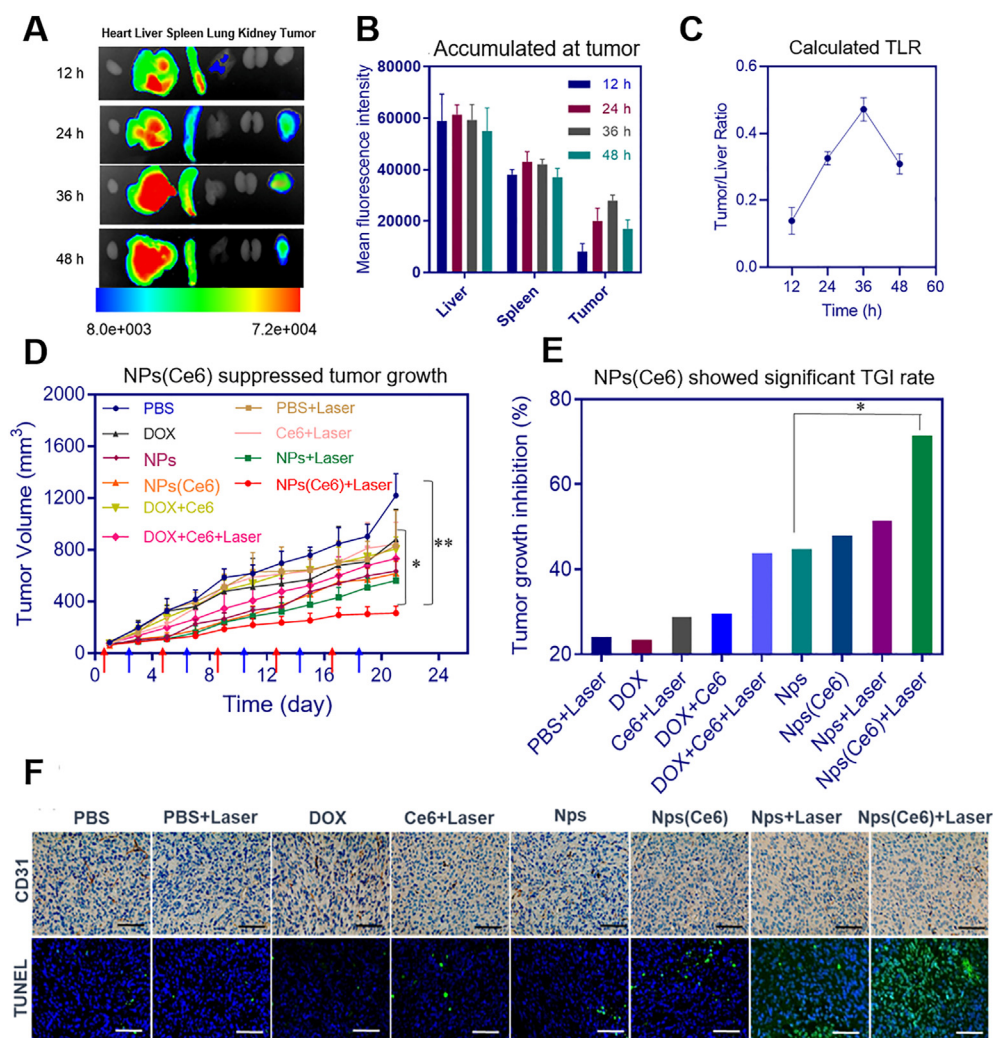 A
Heart Liver Spleen Lung Kidney Tumor
12 h
24 h
36 h
48 h
8.0e+003
7.2e+004
B
Accumulated at tumor
Mean fluorescence intensity
80000
60000
40000
20000
0
12 h
24 h
36 h
48 h
Liver
Spleen
Tumor
C
Calculated TLR
Tumor/Liver Ratio
0.6
0.4
0.2
0.0
12 24 36 48 60
Time (h)
D
NPs(Ce6) suppressed tumor growth
Tumor Volume (mm³)
2000
1600
1200
800
400
0
PBS
DOX
NPs
NPs(Ce6)
DOX+Ce6
DOX+Ce6+Laser
PBS+Laser
Ce6+Laser
NPs+Laser
NPs(Ce6)+Laser
*
**
0 4 8 12 16 20 24
Time (day)
E
NPs(Ce6) showed significant TGI rate
Tumor growth inhibition (%)
80
60
40
20
*
PBS+Laser
DOX
Ce6+Laser
DOX+Ce6
DOX+Ce6+Laser
Nps
Nps(Ce6)
Nps+Laser
Nps(Ce6)+Laser
F
PBS PBS+Laser DOX Ce6+Laser Nps Nps(Ce6) Nps+Laser Nps(Ce6)+Laser
CD31
TUNEL